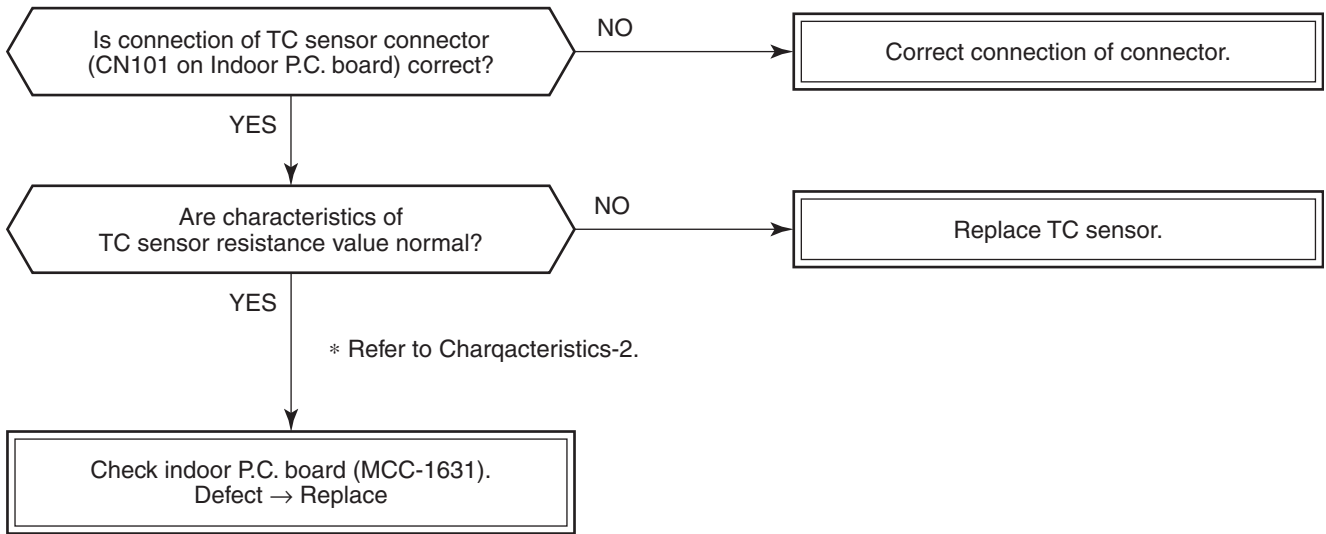 Is connection of TC sensor connector
(CN101 on Indoor P.C. board) correct?
NO
Correct connection of connector.
YES
Are characteristics of
TC sensor resistance value normal?
NO
Replace TC sensor.
YES
* Refer to Charqacteristics-2.
Check indoor P.C. board (MCC-1631).
Defect → Replace